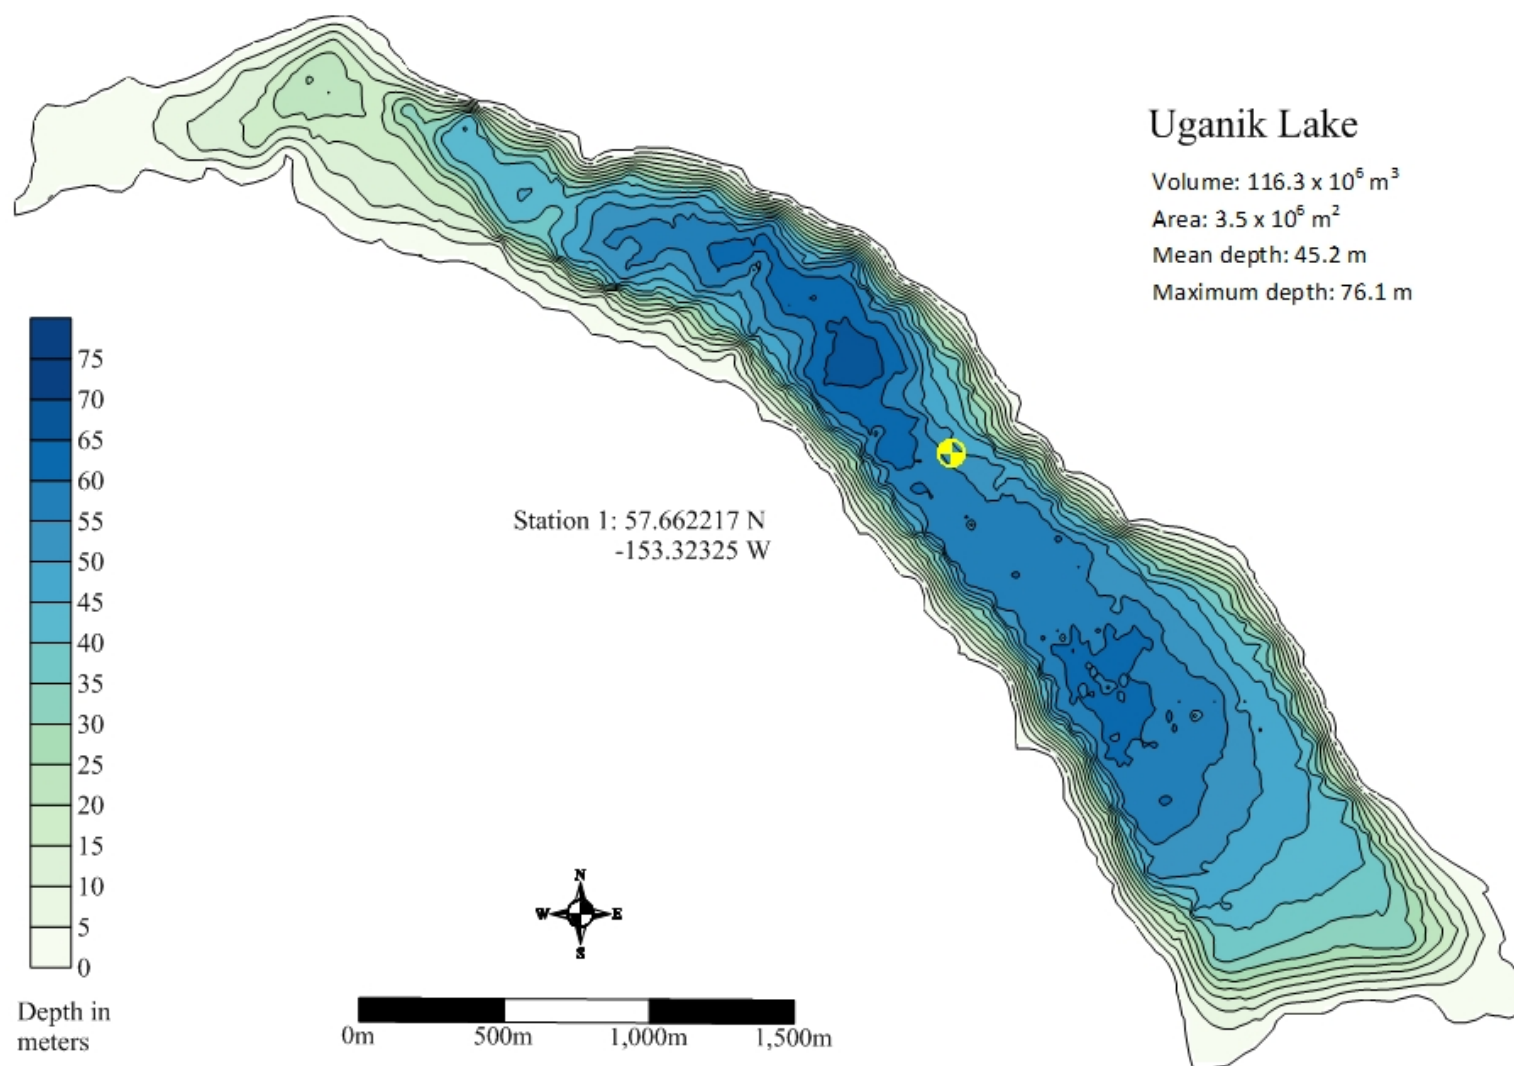 Uganik Lake
Volume: 116.3 x 10⁶ m³
Area: 3.5 x 10⁶ m²
Mean depth: 45.2 m
Maximum depth: 76.1 m
Station 1: 57.662217 N
-153.32325 W
75
70
65
60
55
50
45
40
35
30
25
20
15
10
5
0
Depth in
meters
N
W E
S
0m 500m 1,000m 1,500m